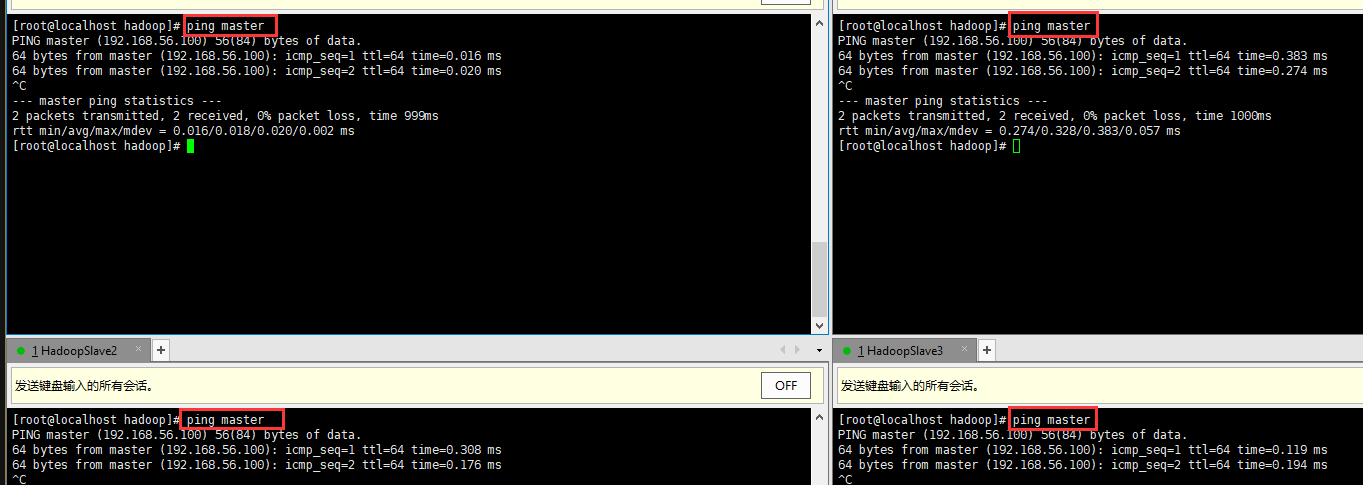 [root@localhost hadoop]# ping master
PING master (192.168.56.100) 56(84) bytes of data.
64 bytes from master (192.168.56.100): icmp_seq=1 ttl=64 time=0.016 ms
64 bytes from master (192.168.56.100): icmp_seq=2 ttl=64 time=0.020 ms
^C
--- master ping statistics ---
2 packets transmitted, 2 received, 0% packet loss, time 999ms
rtt min/avg/max/mdev = 0.016/0.018/0.020/0.002 ms
[root@localhost hadoop]#
[root@localhost hadoop]# ping master
PING master (192.168.56.100) 56(84) bytes of data.
64 bytes from master (192.168.56.100): icmp_seq=1 ttl=64 time=0.383 ms
64 bytes from master (192.168.56.100): icmp_seq=2 ttl=64 time=0.274 ms
^C
--- master ping statistics ---
2 packets transmitted, 2 received, 0% packet loss, time 1000ms
rtt min/avg/max/mdev = 0.274/0.328/0.383/0.057 ms
[root@localhost hadoop]#
1 HadoopSlave2 × +
发送键盘输入的所有会话。 OFF
[root@localhost hadoop]# ping master
PING master (192.168.56.100) 56(84) bytes of data.
64 bytes from master (192.168.56.100): icmp_seq=1 ttl=64 time=0.308 ms
64 bytes from master (192.168.56.100): icmp_seq=2 ttl=64 time=0.176 ms
^C
1 HadoopSlave3 × +
发送键盘输入的所有会话。
[root@localhost hadoop]# ping master
PING master (192.168.56.100) 56(84) bytes of data.
64 bytes from master (192.168.56.100): icmp_seq=1 ttl=64 time=0.119 ms
64 bytes from master (192.168.56.100): icmp_seq=2 ttl=64 time=0.194 ms
^C